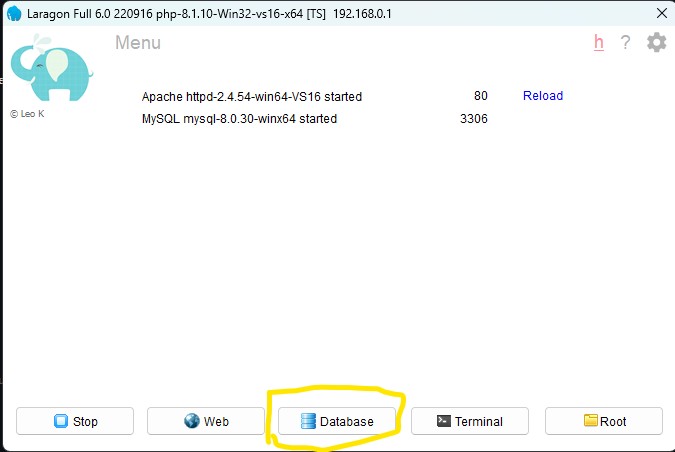 Laragon Full 6.0 220916 php-8.1.10-Win32-vs16-x64 [TS] 192.168.0.1
Menu
h ?
© Leo K
Apache httpd-2.4.54-win64-VS16 started 80 Reload
MySQL mysql-8.0.30-winx64 started 3306
Stop Web Database Terminal Root